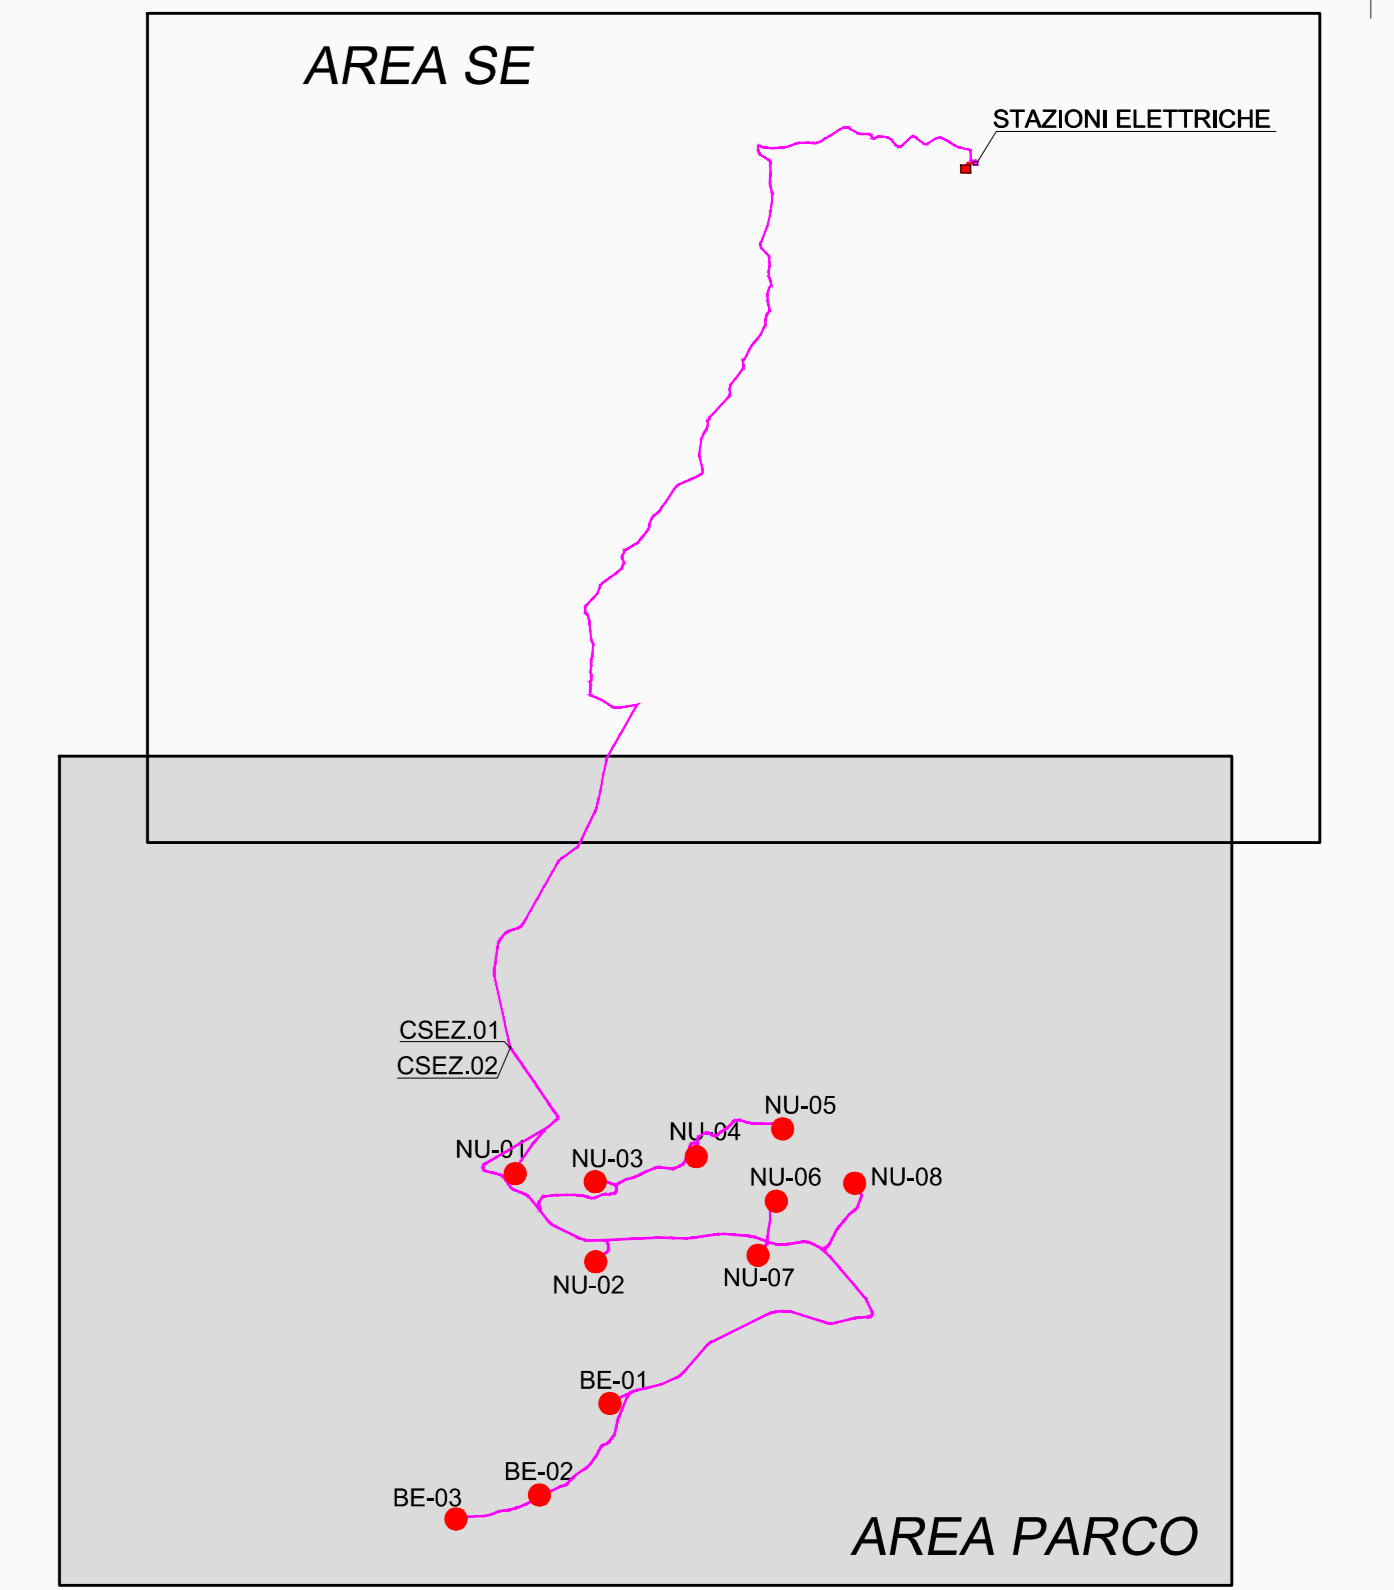 AREA SE
STAZIONI ELETTRICHE
CSEZ.01
CSEZ.02
NU-05
NU-04
NU-01
NU-03
NU-06
NU-08
NU-02
NU-07
BE-01
BE-02
BE-03
AREA PARCO